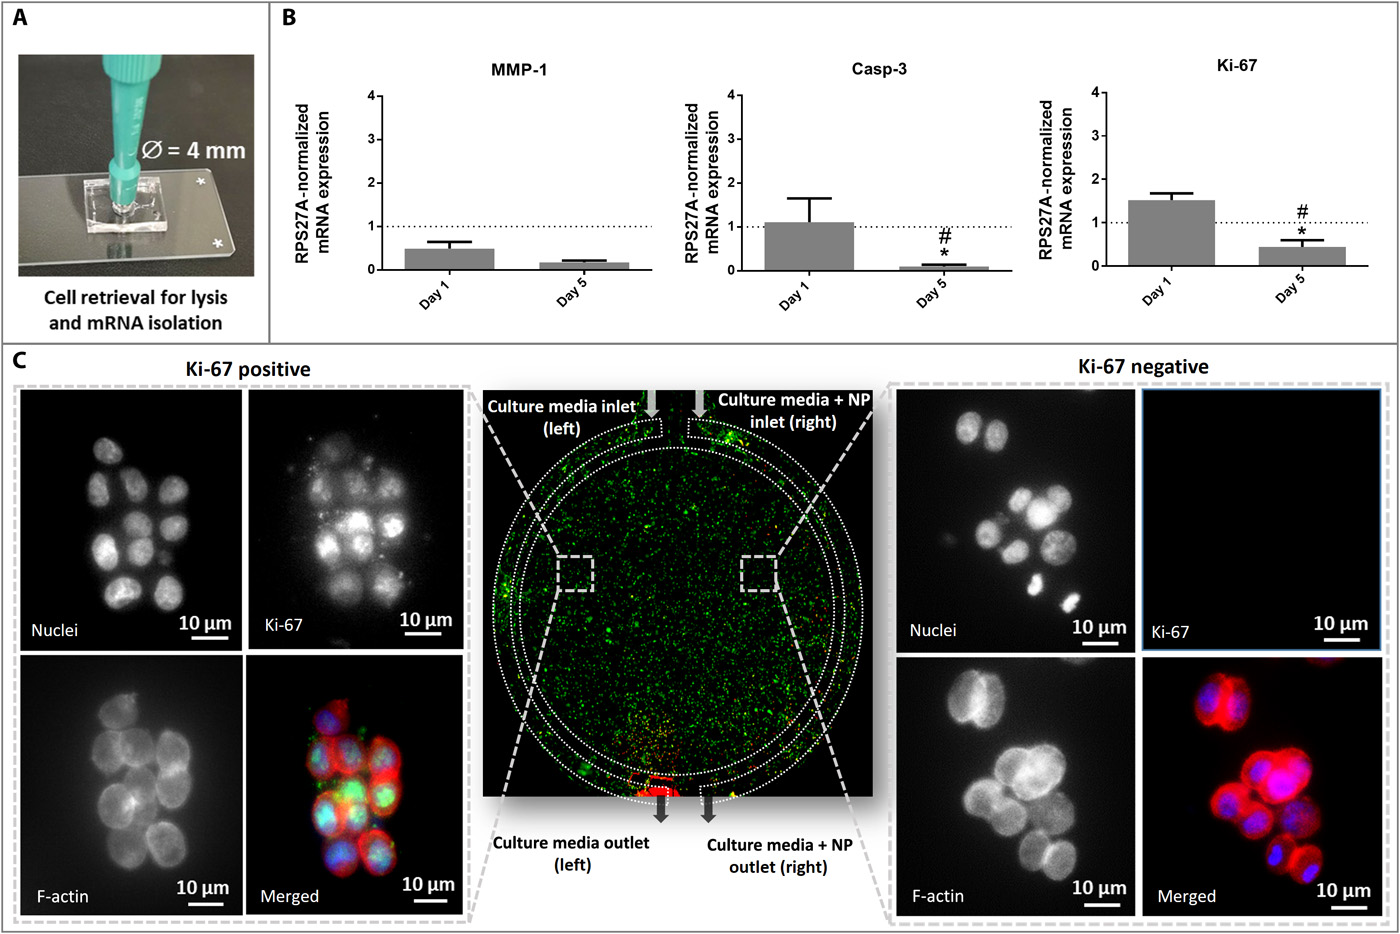 A
Ø = 4 mm
*
*
Cell retrieval for lysis
and mRNA isolation
B
MMP-1
RPS27A-normalized
mRNA expression
4
3
2
1
0
Day 1
Day 5
Casp-3
RPS27A-normalized
mRNA expression
4
3
2
1
0
#
*
Day 1
Day 5
Ki-67
RPS27A-normalized
mRNA expression
4
3
2
1
0
#
*
Day 1
Day 5
C
Ki-67 positive
Nuclei
10 µm
Ki-67
10 µm
F-actin
10 µm
Merged
10 µm
Culture media inlet
(left)
Culture media + NP
inlet (right)
Culture media outlet
(left)
Culture media + NP
outlet (right)
Ki-67 negative
Nuclei
10 µm
Ki-67
10 µm
F-actin
10 µm
Merged
10 µm